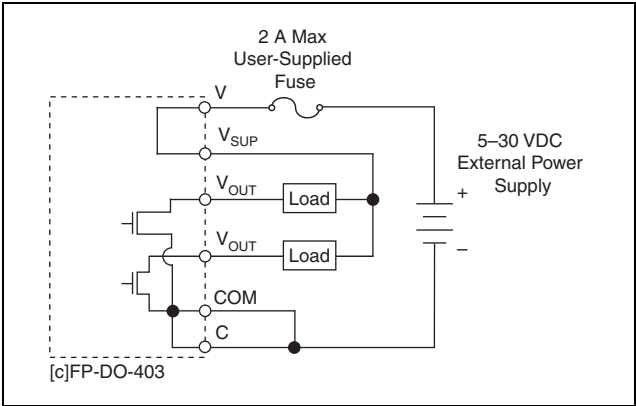 2 A Max
User-Supplied
Fuse
V
VSUP
5–30 VDC
External Power
Supply
+
–
VOUT
Load
VOUT
Load
COM
C
[c]FP-DO-403